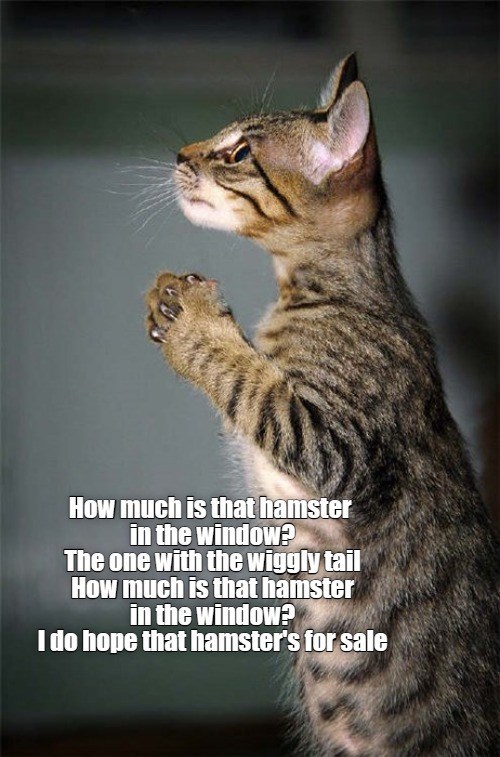 How much is that hamster
in the window?
The one with the wiggly tail
How much is that hamster
in the window?
I do hope that hamster's for sale